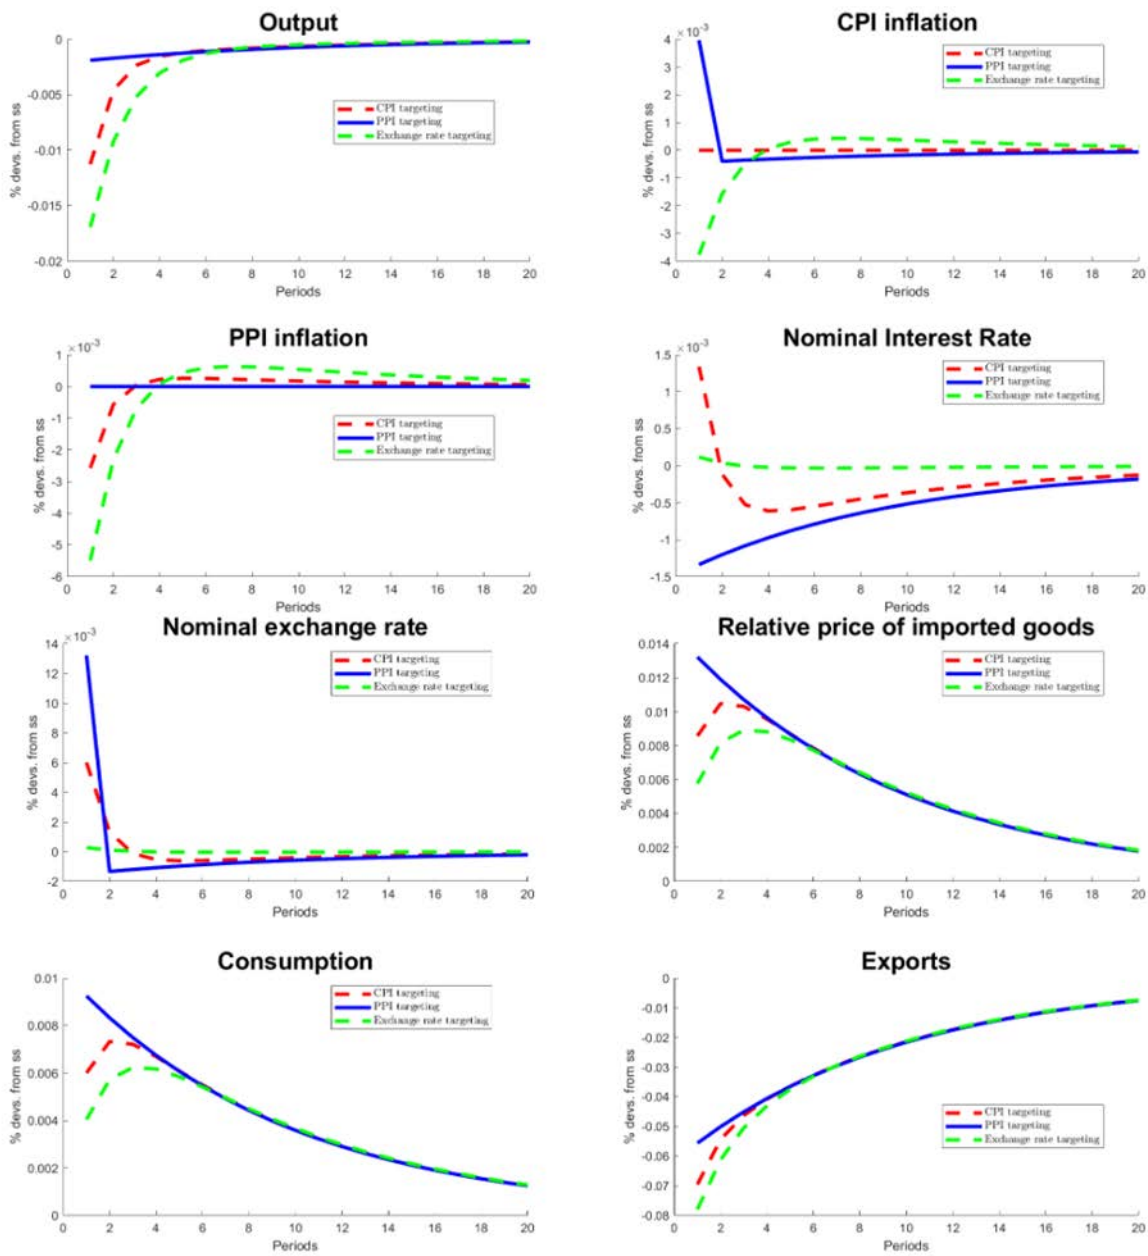 Output
% devs. from ss
0
-0.005
-0.01
-0.015
-0.02
CPI targeting
PPI targeting
Exchange rate targeting
0 2 4 6 8 10 12 14 16 18 20
Periods
CPI inflation
×10⁻³
% devs. from ss
4
3
2
1
0
-1
-2
-3
-4
CPI targeting
PPI targeting
Exchange rate targeting
0 2 4 6 8 10 12 14 16 18 20
Periods
PPI inflation
×10⁻³
% devs. from ss
1
0
-1
-2
-3
-4
-5
-6
CPI targeting
PPI targeting
Exchange rate targeting
0 2 4 6 8 10 12 14 16 18 20
Periods
Nominal Interest Rate
×10⁻³
% devs. from ss
1.5
1
0.5
0
-0.5
-1
-1.5
CPI targeting
PPI targeting
Exchange rate targeting
0 2 4 6 8 10 12 14 16 18 20
Periods
Nominal exchange rate
×10⁻³
% devs. from ss
14
12
10
8
6
4
2
0
-2
CPI targeting
PPI targeting
Exchange rate targeting
0 2 4 6 8 10 12 14 16 18 20
Periods
Relative price of imported goods
% devs. from ss
0.014
0.012
0.01
0.008
0.006
0.004
0.002
0
CPI targeting
PPI targeting
Exchange rate targeting
0 2 4 6 8 10 12 14 16 18 20
Periods
Consumption
% devs. from ss
0.01
0.008
0.006
0.004
0.002
0
CPI targeting
PPI targeting
Exchange rate targeting
0 2 4 6 8 10 12 14 16 18 20
Periods
Exports
% devs. from ss
0
-0.01
-0.02
-0.03
-0.04
-0.05
-0.06
-0.07
-0.08
CPI targeting
PPI targeting
Exchange rate targeting
0 2 4 6 8 10 12 14 16 18 20
Periods